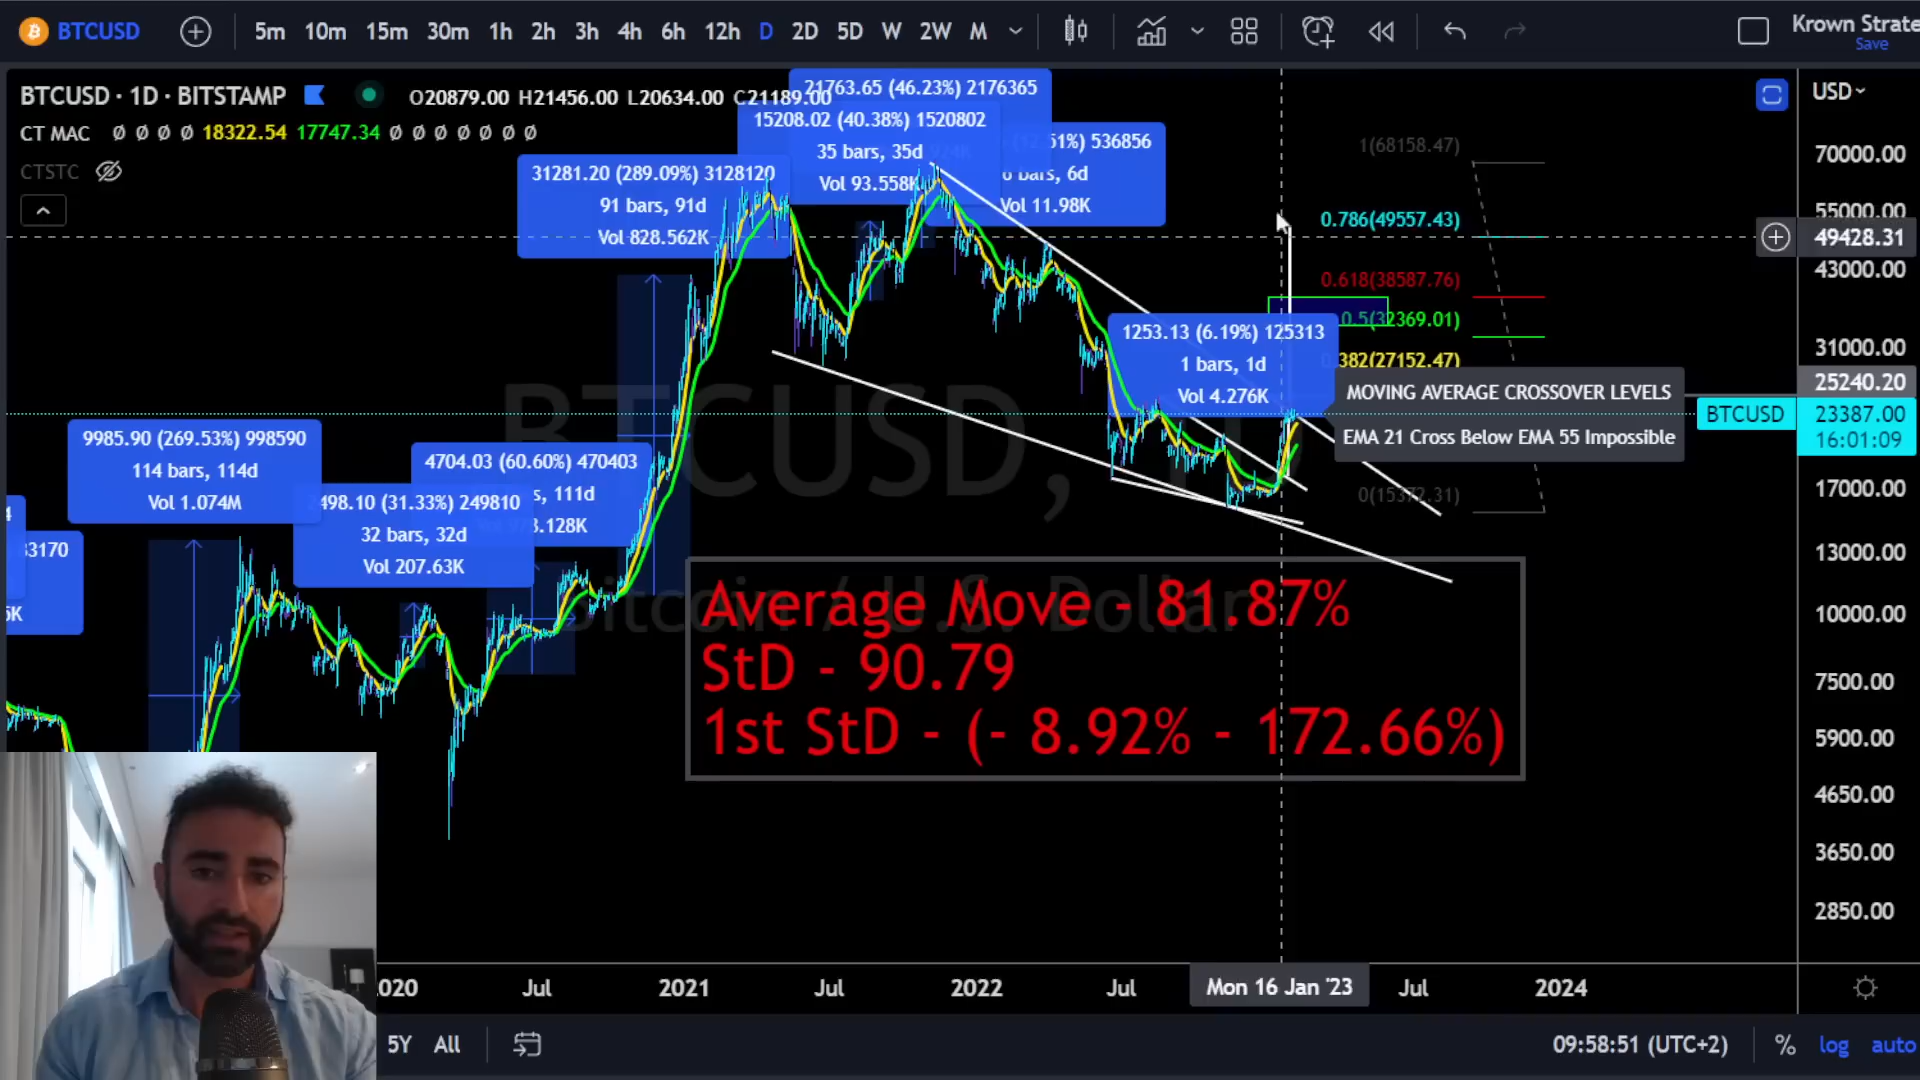 BTCUSD 5m 10m 15m 30m 1h 2h 3h 4h 6h 12h D 2D 5D W 2W M
Krown Strate
Save
BTCUSD · 1D · BITSTAMP O20879.00 H21456.00 L20634.00 C21189.00
CT MAC Ø Ø Ø Ø 18322.54 17747.34 Ø Ø Ø Ø Ø Ø Ø
CTSTC
USD
21763.65 (46.23%) 2176365
15208.02 (40.38%) 1520802
35 bars, 35d
Vol 93.558K
51%) 536856
bars, 6d
Vol 11.98K
31281.20 (289.09%) 3128120
91 bars, 91d
Vol 828.562K
1(68158.47)
0.786(49557.43)
0.618(38587.76)
0.5(32369.01)
0.382(27152.47)
0(15372.31)
1253.13 (6.19%) 125313
1 bars, 1d
Vol 4.276K
MOVING AVERAGE CROSSOVER LEVELS
EMA 21 Cross Below EMA 55 Impossible
9985.90 (269.53%) 998590
114 bars, 114d
Vol 1.074M
4704.03 (60.60%) 470403
s, 111d
.128K
2498.10 (31.33%) 249810
32 bars, 32d
Vol 207.63K
33170
BTCUSD, 1D
Bitcoin / U.S. Dollar
Average Move - 81.87%
StD - 90.79
1st StD - (- 8.92% - 172.66%)
70000.00
55000.00
49428.31
43000.00
31000.00
25240.20
BTCUSD 23387.00
16:01:09
17000.00
13000.00
10000.00
7500.00
5900.00
4650.00
3650.00
2850.00
2020 Jul 2021 Jul 2022 Jul Mon 16 Jan '23 Jul 2024
5Y All
09:58:51 (UTC+2) % log auto